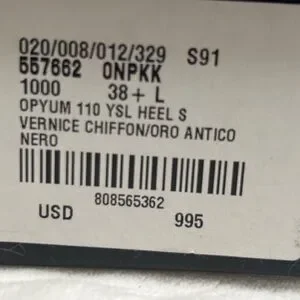 020/008/012/329 S91
557662 0NPKK
1000 38+ L
OPYUM 110 YSL HEEL S
VERNICE CHIFFON/ORO ANTICO
NERO
808565362
USD 995